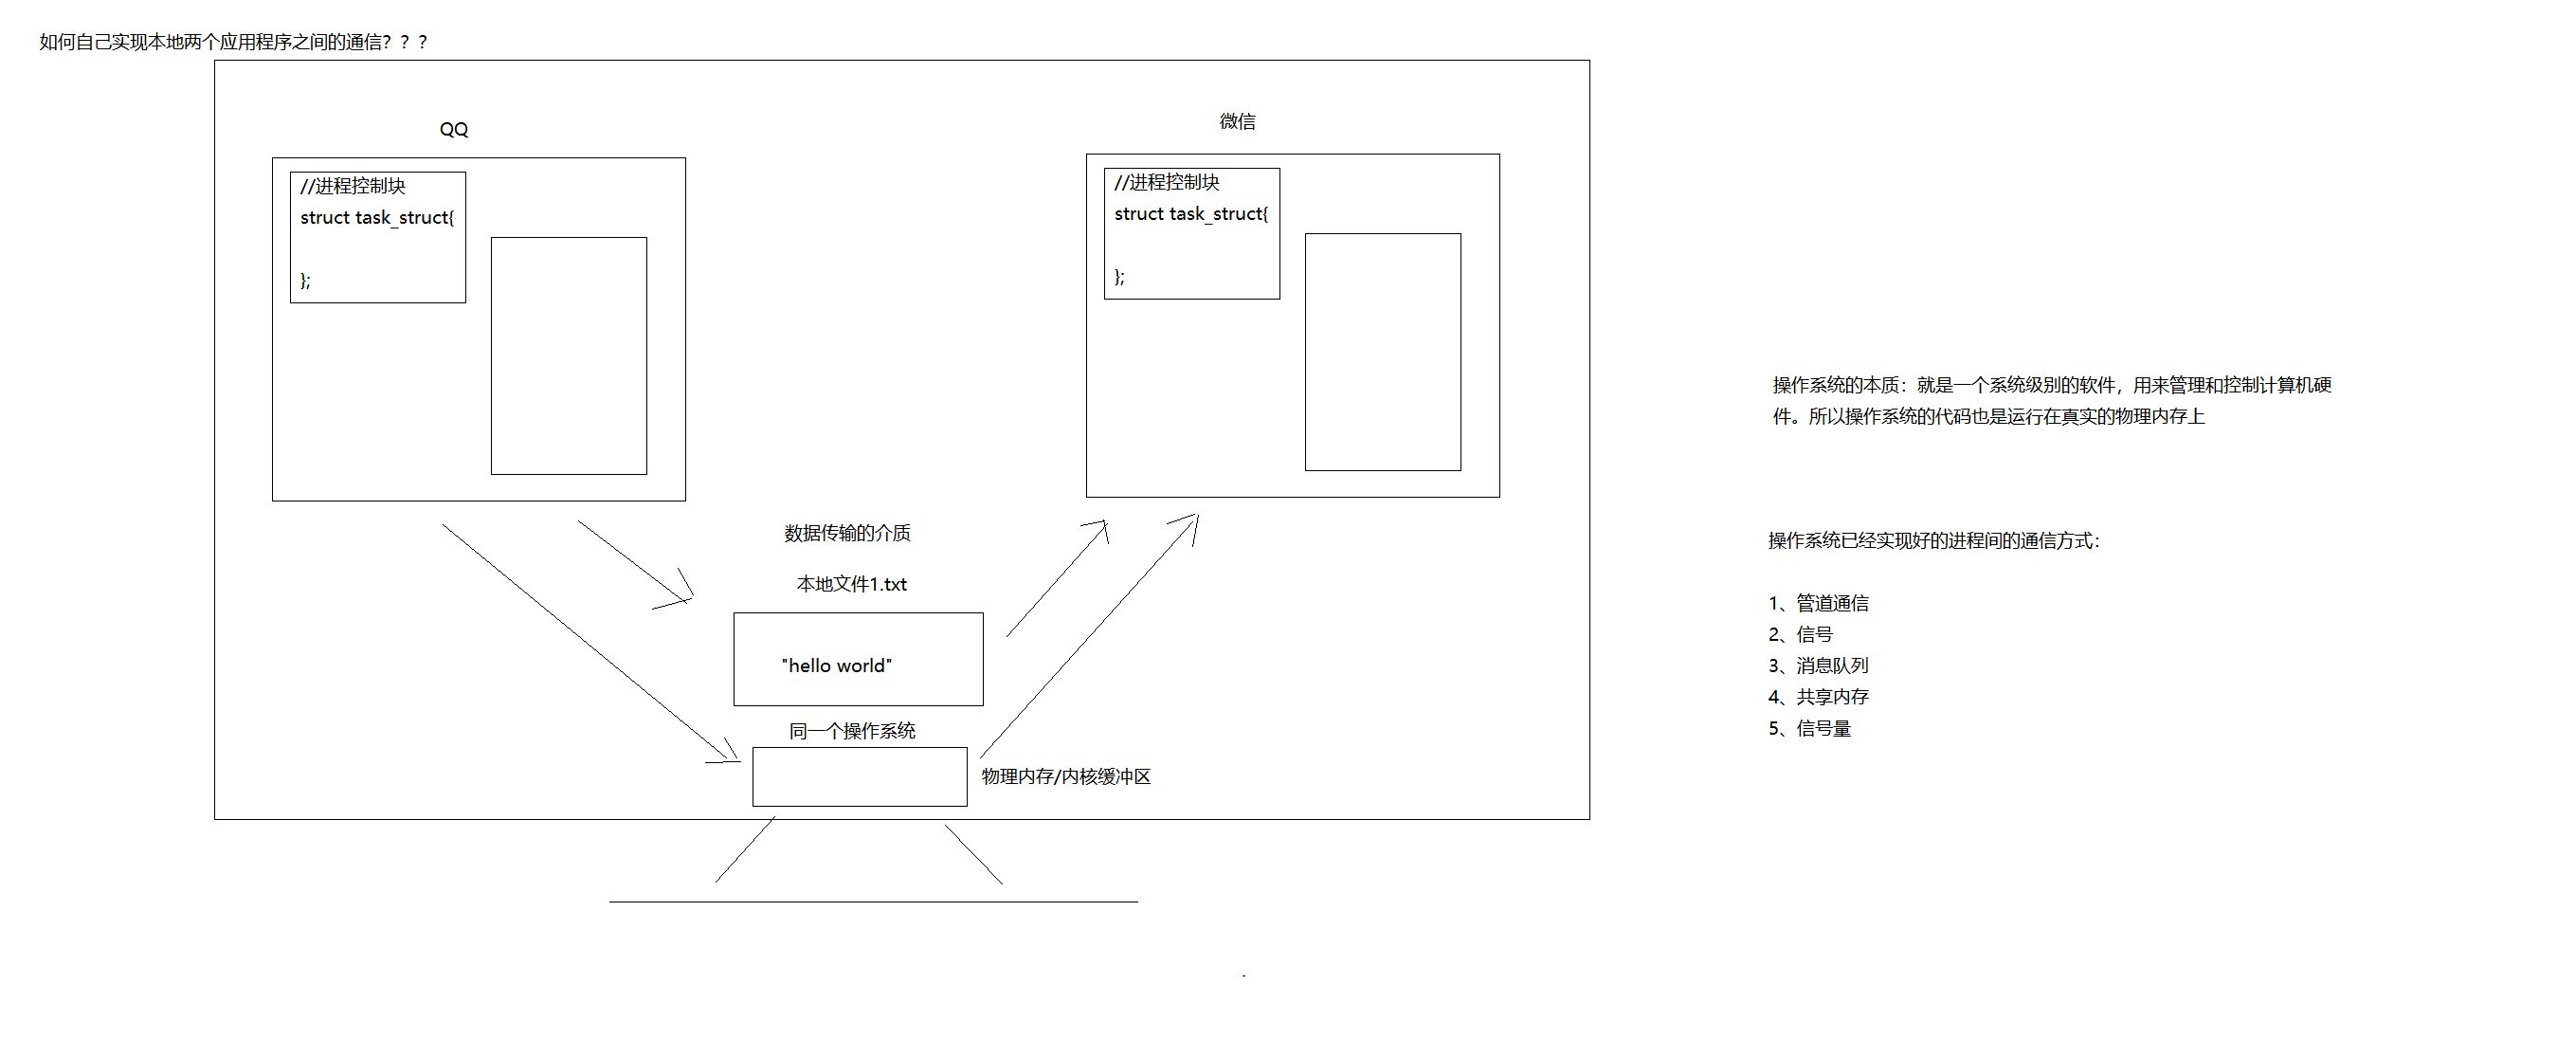 如何自己实现本地两个应用程序之间的通信？？？
QQ
//进程控制块
struct task_struct{
};
微信
//进程控制块
struct task_struct{
};
数据传输的介质
本地文件1.txt
"hello world"
同一个操作系统
物理内存/内核缓冲区
操作系统的本质：就是一个系统级别的软件，用来管理和控制计算机硬
件。所以操作系统的代码也是运行在真实的物理内存上
操作系统已经实现好的进程间的通信方式：
1、管道通信
2、信号
3、消息队列
4、共享内存
5、信号量